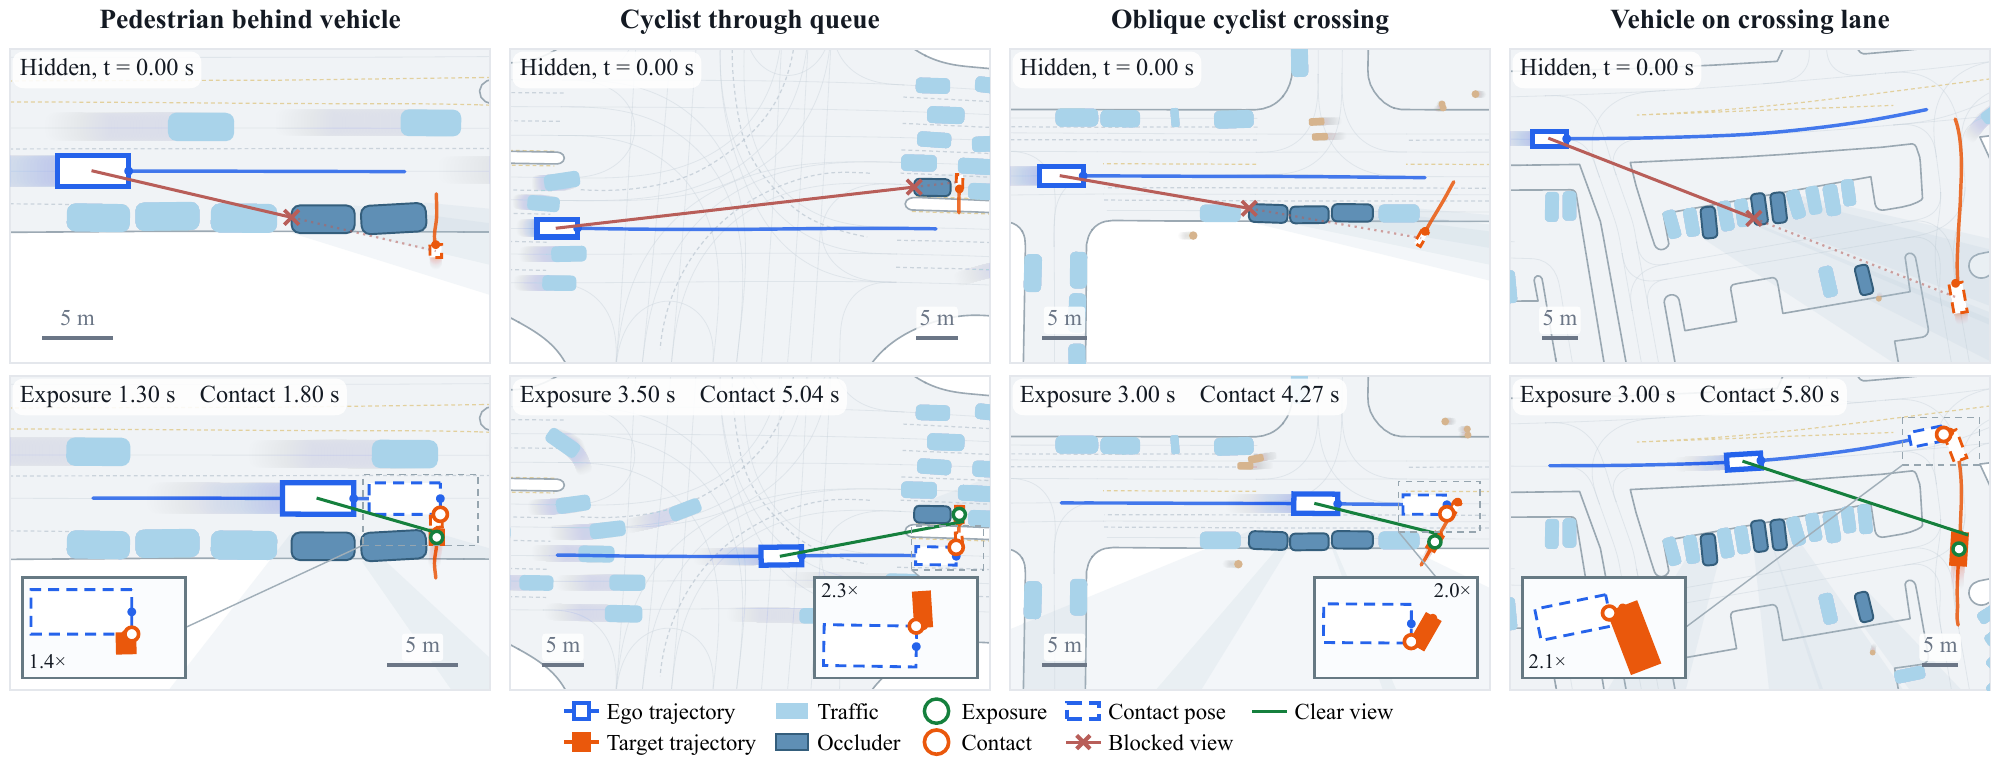 Pedestrian behind vehicle
Cyclist through queue
Oblique cyclist crossing
Vehicle on crossing lane
Hidden, t = 0.00 s
Hidden, t = 0.00 s
Hidden, t = 0.00 s
Hidden, t = 0.00 s
5 m
5 m
5 m
5 m
Exposure 1.30 s Contact 1.80 s
Exposure 3.50 s Contact 5.04 s
Exposure 3.00 s Contact 4.27 s
Exposure 3.00 s Contact 5.80 s
1.4×
5 m
5 m
2.3×
5 m
2.0×
2.1×
5 m
Ego trajectory
Traffic
Exposure
Contact pose
Clear view
Target trajectory
Occluder
Contact
Blocked view